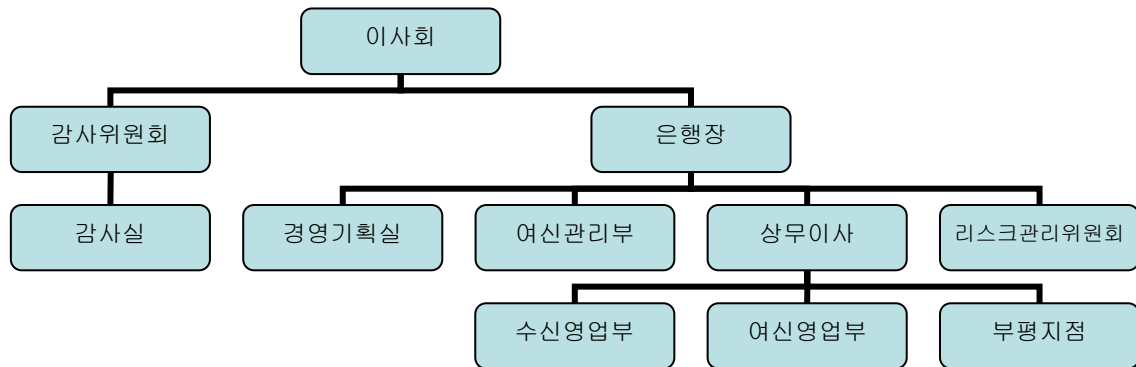 이사회
감사위원회
은행장
감사실
경영기획실
여신관리부
상무이사
리스크관리위원회
수신영업부
여신영업부
부평지점